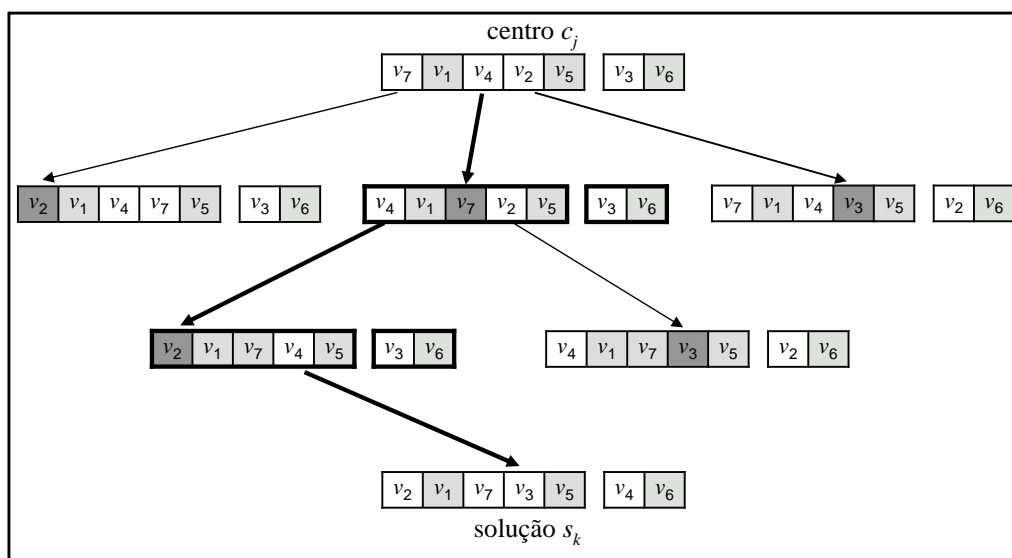 centro cⱼ
v₇ v₁ v₄ v₂ v₅ v₃ v₆
v₂ v₁ v₄ v₇ v₅ v₃ v₆ v₄ v₁ v₇ v₂ v₅ v₃ v₆ v₇ v₁ v₄ v₃ v₅ v₂ v₆
v₂ v₁ v₇ v₄ v₅ v₃ v₆ v₄ v₁ v₇ v₃ v₅ v₂ v₆
v₂ v₁ v₇ v₃ v₅ v₄ v₆
solução sₖ